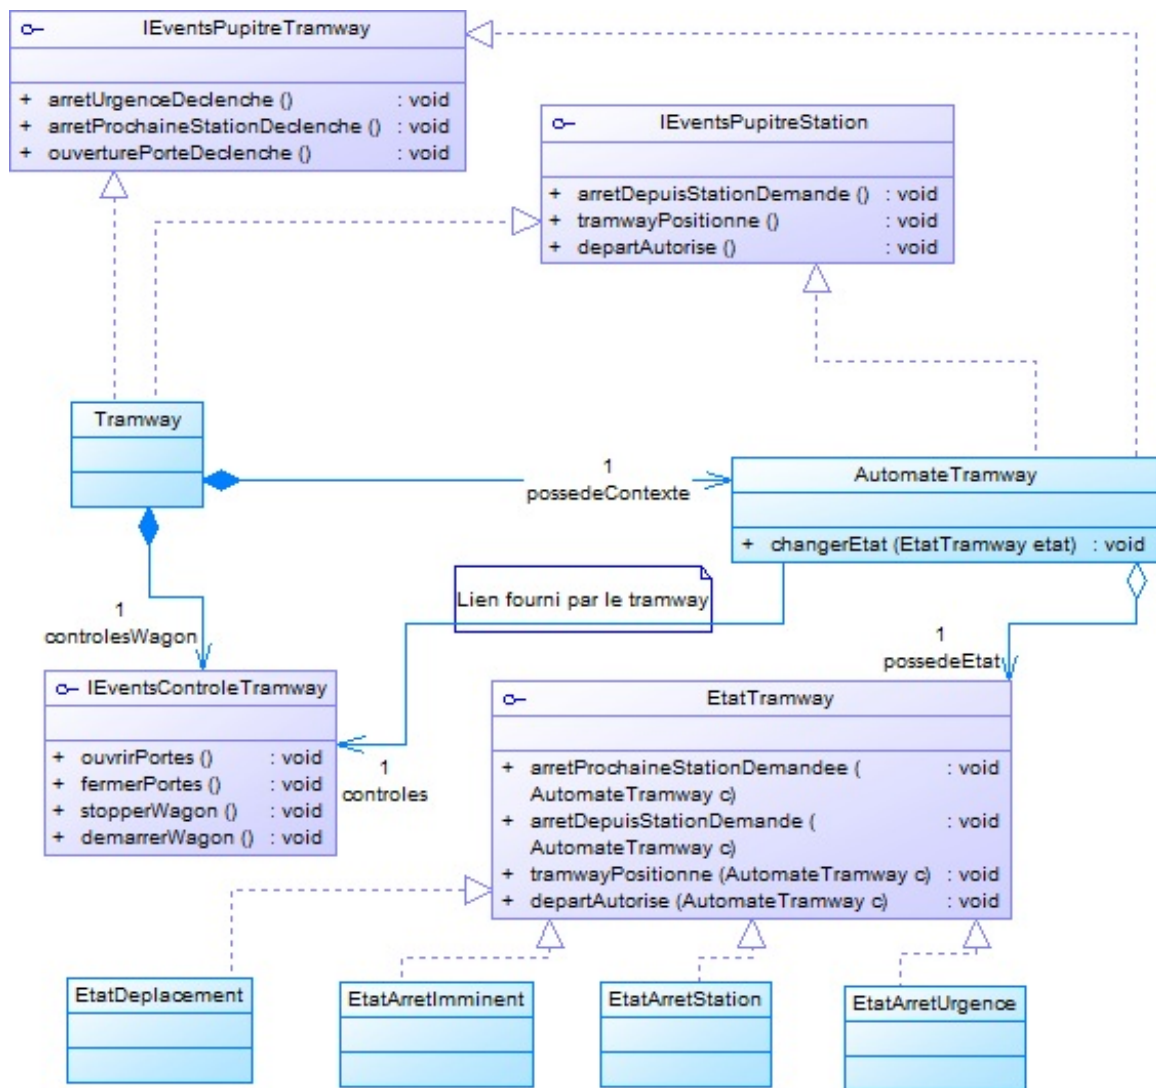 IEventsPupitreTramway
+ arretUrgenceDeclenche () : void
+ arretProchaineStationDeclenche () : void
+ ouverturePorteDeclenche () : void
IEventsPupitreStation
+ arretDepuisStationDemande () : void
+ tramwayPositionne () : void
+ departAutorise () : void
Tramway
1
possedeContexte
AutomateTramway
+ changerEtat (EtatTramway etat) : void
Lien fourni par le tramway
1
controlesWagon
1
possedeEtat
IEventsControleTramway
+ ouvrirPortes () : void
+ fermerPortes () : void
+ stopperWagon () : void
+ demarrerWagon () : void
1
controles
EtatTramway
+ arretProchaineStationDemandee ( : void
AutomateTramway c)
+ arretDepuisStationDemande ( : void
AutomateTramway c)
+ tramwayPositionne (AutomateTramway c) : void
+ departAutorise (AutomateTramway c) : void
EtatDeplacement
EtatArretImminent
EtatArretStation
EtatArretUrgence